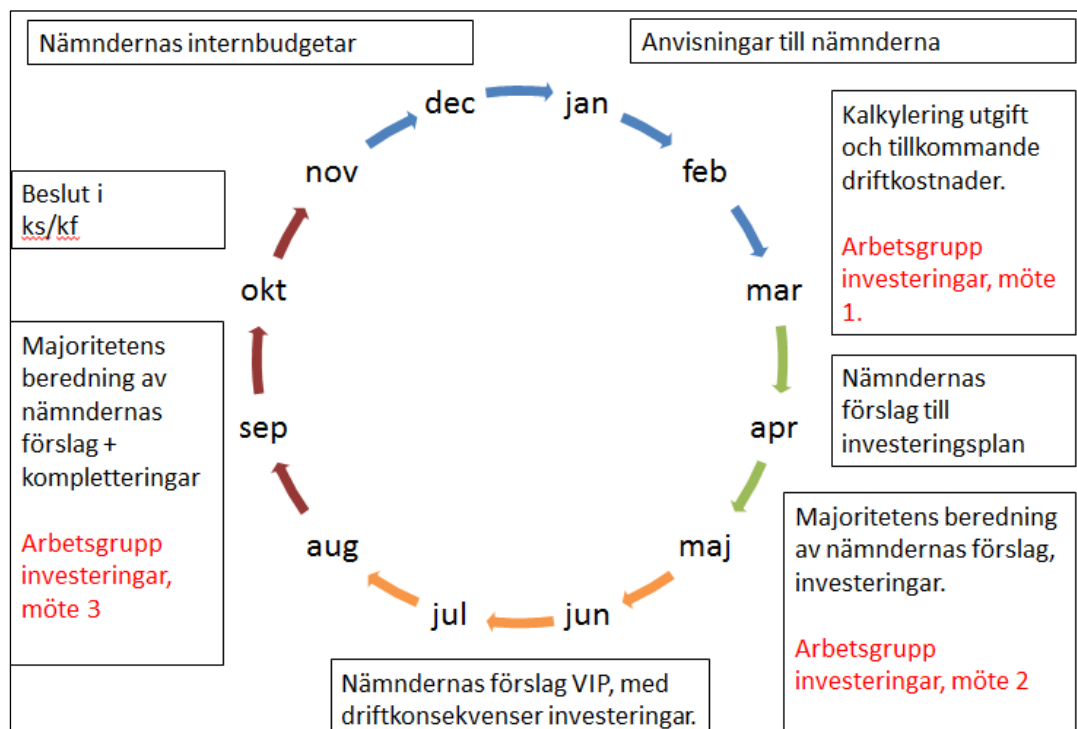 Nämndernas internbudgetar
Anvisningar till nämnderna
dec
jan
feb
mar
apr
maj
jun
jul
aug
sep
okt
nov
Kalkylering utgift
och tillkommande
driftkostnader.
Arbetsgrupp
investeringar, möte
1.
Nämndernas
förslag till
investeringsplan
Majoritetens beredning
av nämndernas förslag,
investeringar.
Arbetsgrupp
investeringar, möte 2
Nämndernas förslag VIP, med
driftkonsekvenser investeringar.
Majoritetens
beredning av
nämndernas
förslag +
kompletteringar
Arbetsgrupp
investeringar,
möte 3
Beslut i
ks/kf